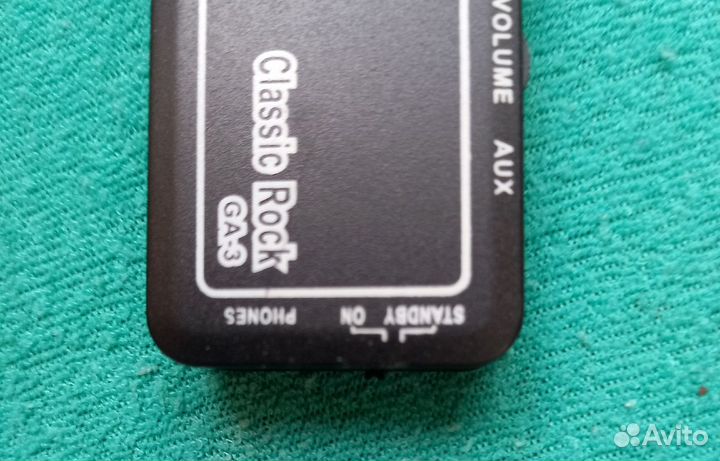 VOLUME AUX
Classic Rock
GA-3
PHONES
STANDBY ON
Avito